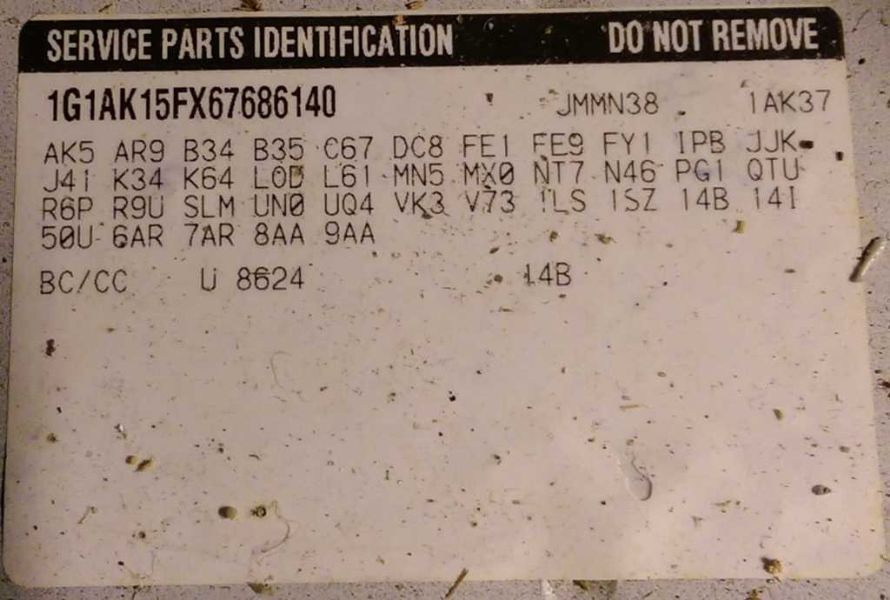 SERVICE PARTS IDENTIFICATION DO NOT REMOVE
1G1AK15FX67686140 JMMN38 1AK37
AK5 AR9 B34 B35 C67 DC8 FE1 FE9 FY1 1PB JJK
J41 K34 K64 L0D L61 MN5 MX0 NT7 N46 PG1 QTU
R6P R9U SLM UN0 UQ4 VK3 V73 1LS 1SZ 14B 14I
50U 6AR 7AR 8AA 9AA
BC/CC U 8624 14B